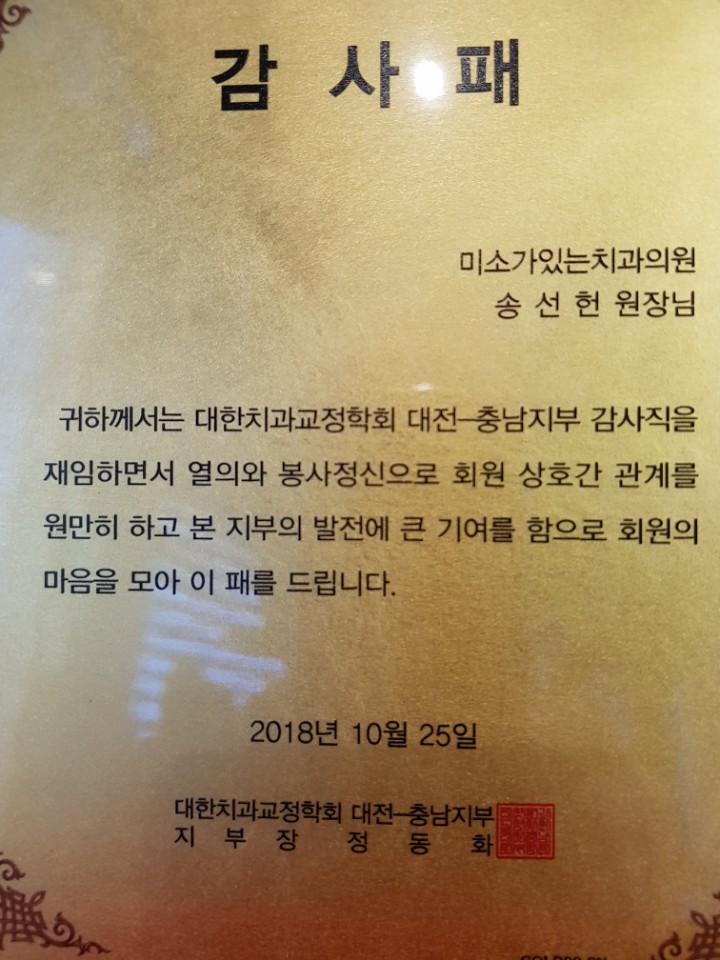 감 사 패
미소가있는치과의원
송 선 헌 원장님
귀하께서는 대한치과교정학회 대전-충남지부 감사직을
재임하면서 열의와 봉사정신으로 회원 상호간 관계를
원만히 하고 본 지부의 발전에 큰 기여를 함으로 회원의
마음을 모아 이 패를 드립니다.
2018년 10월 25일
대한치과교정학회 대전-충남지부
지 부 장 정 동 화